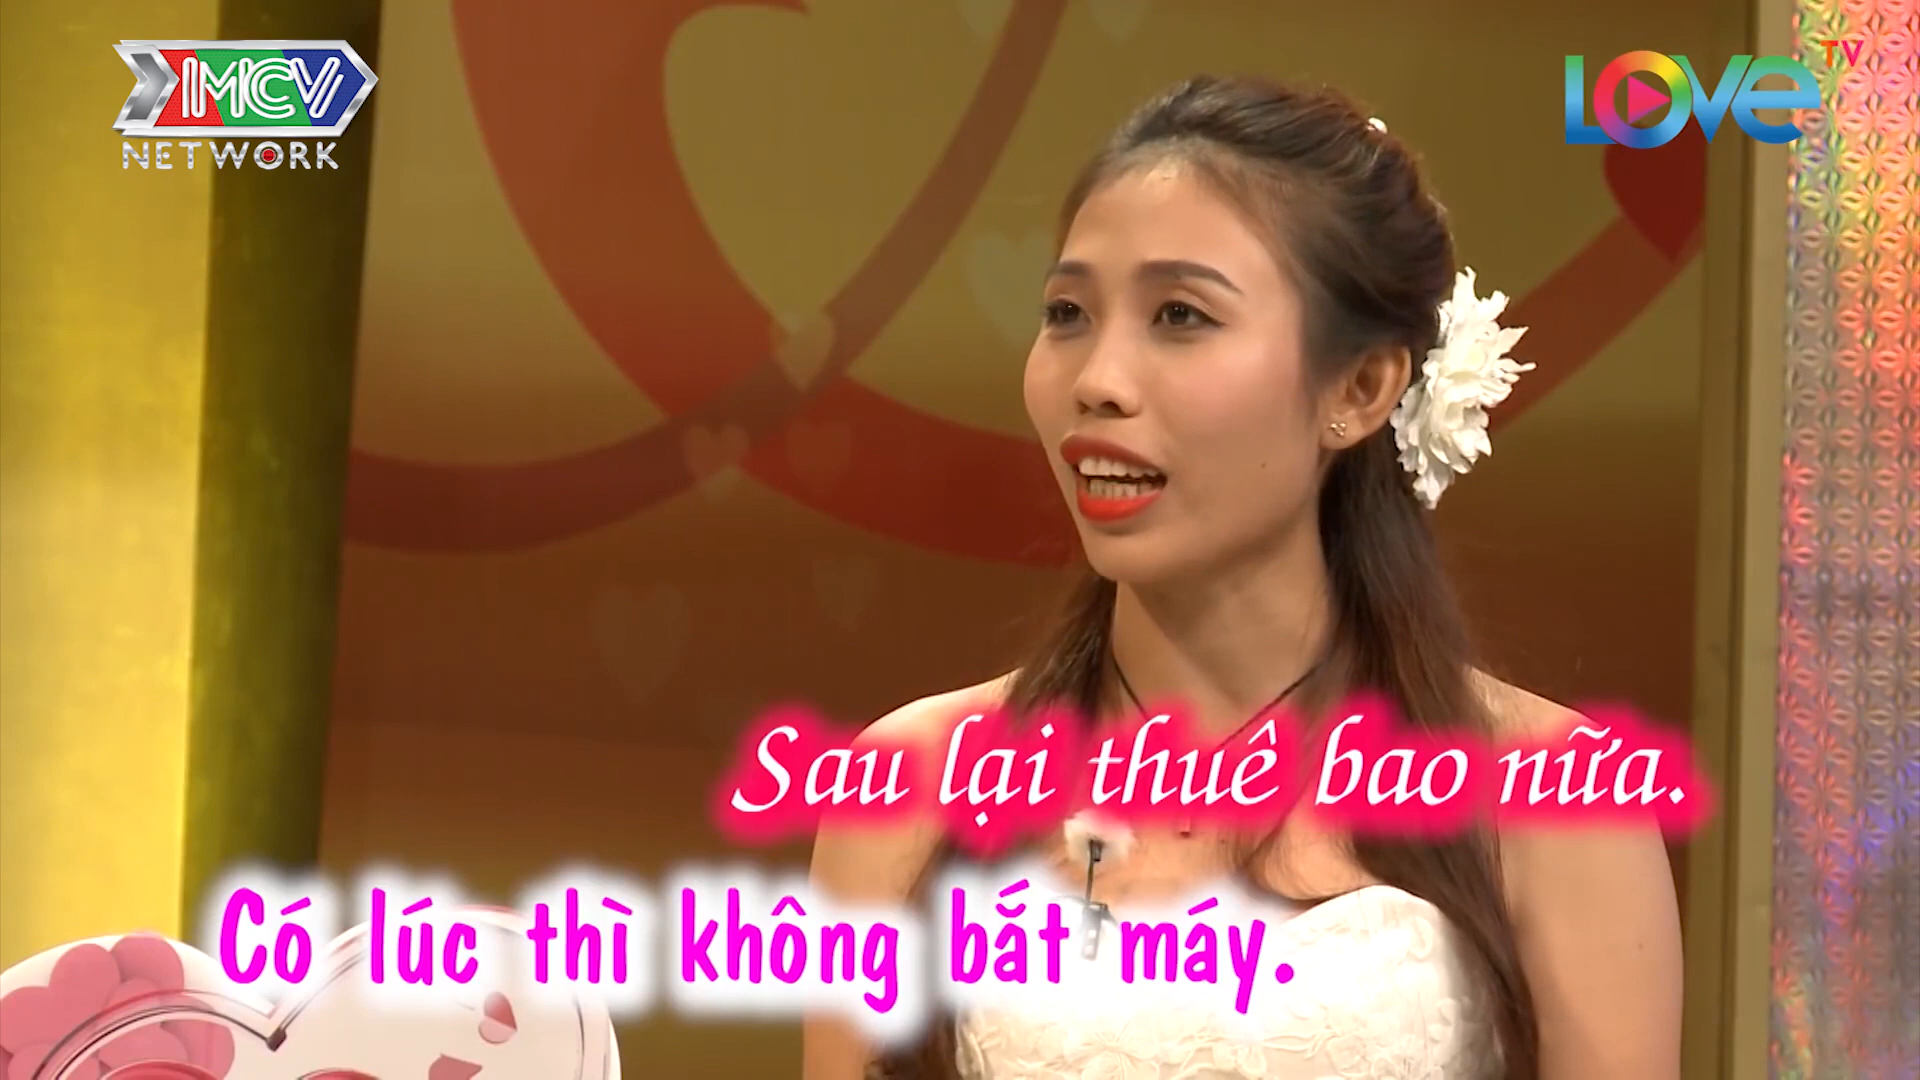 MCV
NETWORK
LOVE TV
Sau lại thuê bao nữa.
Có lúc thì không bắt máy.